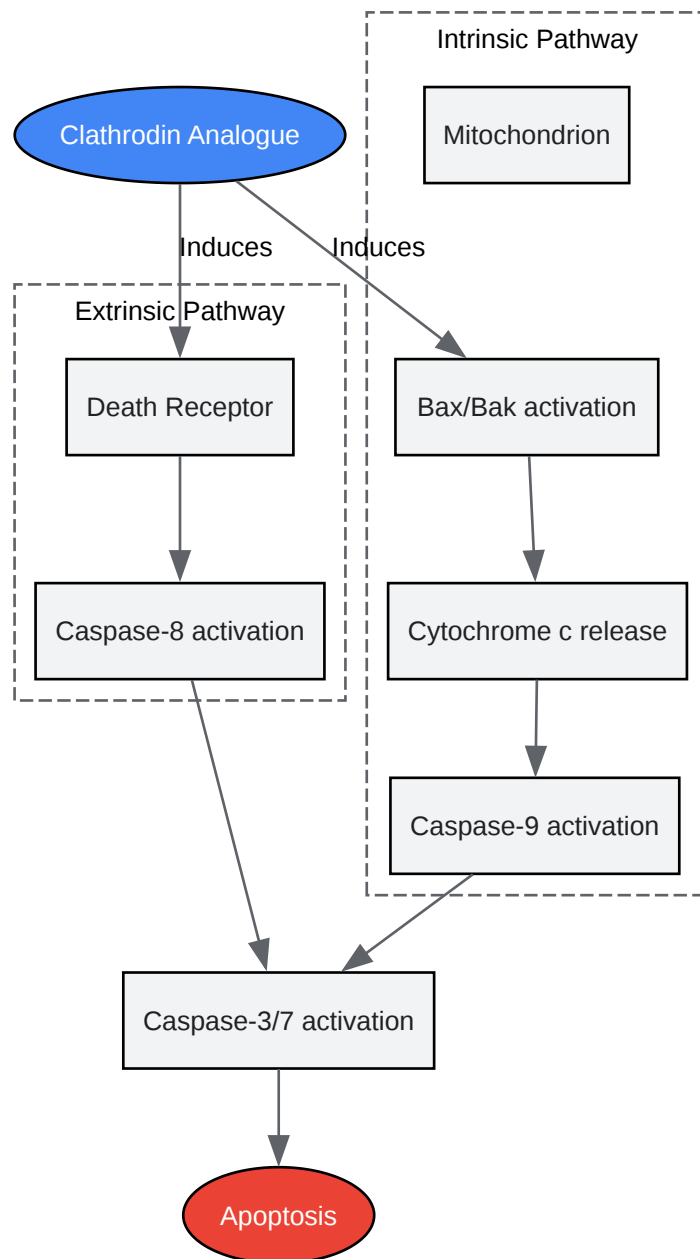 Intrinsic Pathway
Clathrodin Analogue
Mitochondrion
Induces
Induces
Extrinsic Pathway
Death Receptor
Bax/Bak activation
Caspase-8 activation
Cytochrome c release
Caspase-9 activation
Caspase-3/7 activation
Apoptosis